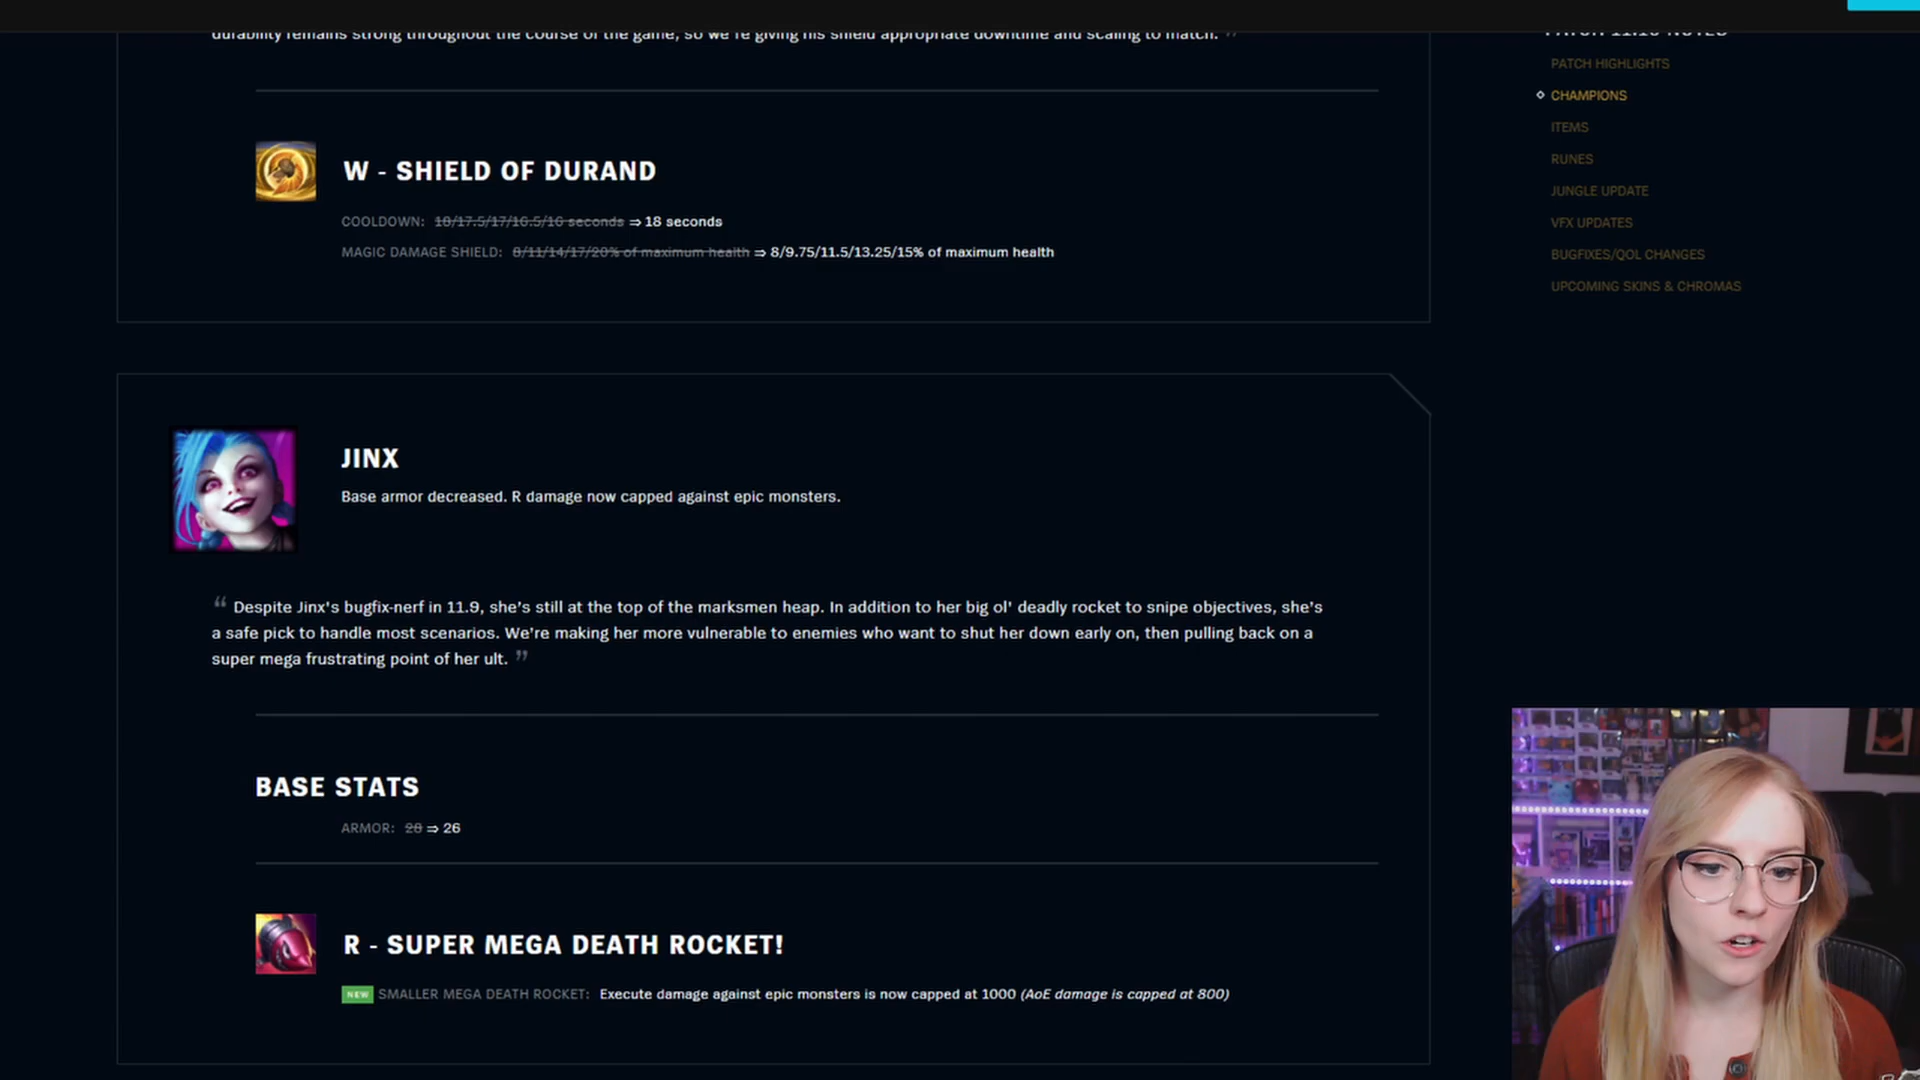 durability remains strong throughout the course of the game, so we're giving his shield appropriate downtime and scaling to match. ”
W - SHIELD OF DURAND
COOLDOWN: 18/17.5/17/16.5/16 seconds ⇒ 18 seconds
MAGIC DAMAGE SHIELD: 8/11/14/17/20% of maximum health ⇒ 8/9.75/11.5/13.25/15% of maximum health
JINX
Base armor decreased. R damage now capped against epic monsters.
“ Despite Jinx's bugfix-nerf in 11.9, she's still at the top of the marksmen heap. In addition to her big ol' deadly rocket to snipe objectives, she's
a safe pick to handle most scenarios. We're making her more vulnerable to enemies who want to shut her down early on, then pulling back on a
super mega frustrating point of her ult. ”
BASE STATS
ARMOR: 28 ⇒ 26
R - SUPER MEGA DEATH ROCKET!
NEW SMALLER MEGA DEATH ROCKET: Execute damage against epic monsters is now capped at 1000 (AoE damage is capped at 800)
PATCH 11.10 NOTES
PATCH HIGHLIGHTS
CHAMPIONS
ITEMS
RUNES
JUNGLE UPDATE
VFX UPDATES
BUGFIXES/QOL CHANGES
UPCOMING SKINS & CHROMAS